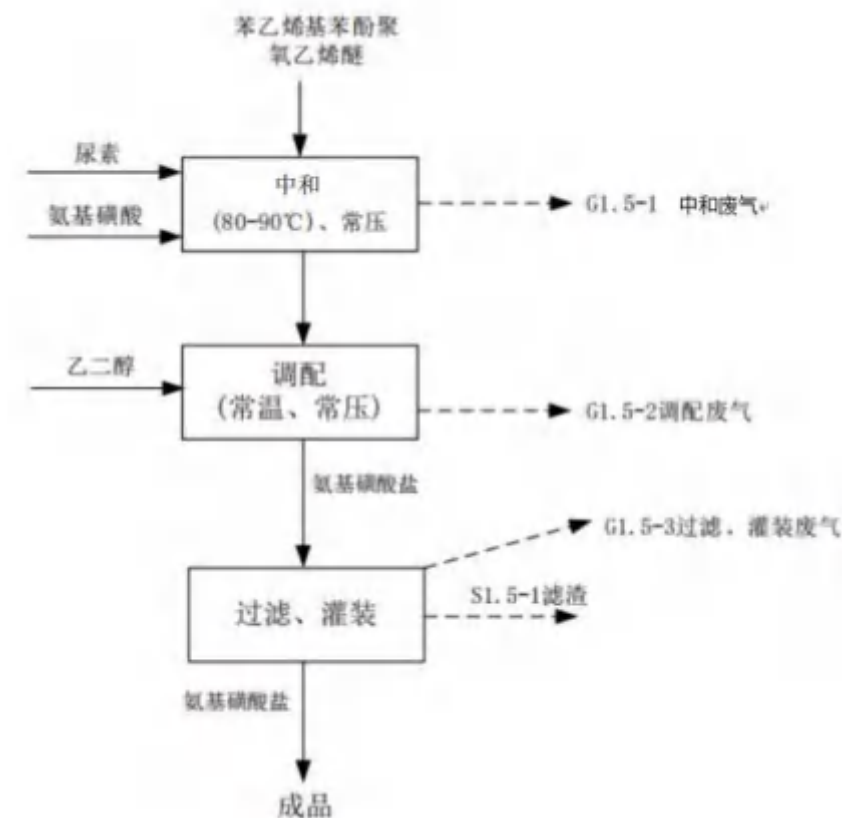 苯乙烯基苯酚聚
氧乙烯醚
尿素
氨基磺酸
中和
(80-90℃)、常压
G1.5-1 中和废气
乙二醇
调配
(常温、常压)
G1.5-2调配废气
氨基磺酸盐
G1.5-3过滤、灌装废气
S1.5-1滤渣
过滤、灌装
氨基磺酸盐
成品